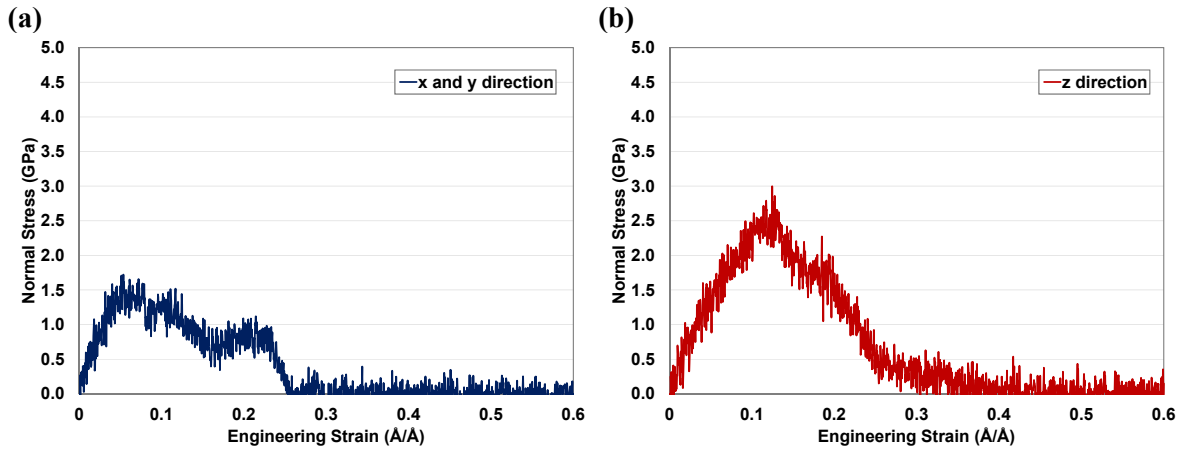 (a)
5.0
4.5
4.0
3.5
3.0
2.5
2.0
1.5
1.0
0.5
0.0
Normal Stress (GPa)
x and y direction
0 0.1 0.2 0.3 0.4 0.5 0.6
Engineering Strain (Å/Å)
(b)
5.0
4.5
4.0
3.5
3.0
2.5
2.0
1.5
1.0
0.5
0.0
Normal Stress (GPa)
z direction
0 0.1 0.2 0.3 0.4 0.5 0.6
Engineering Strain (Å/Å)